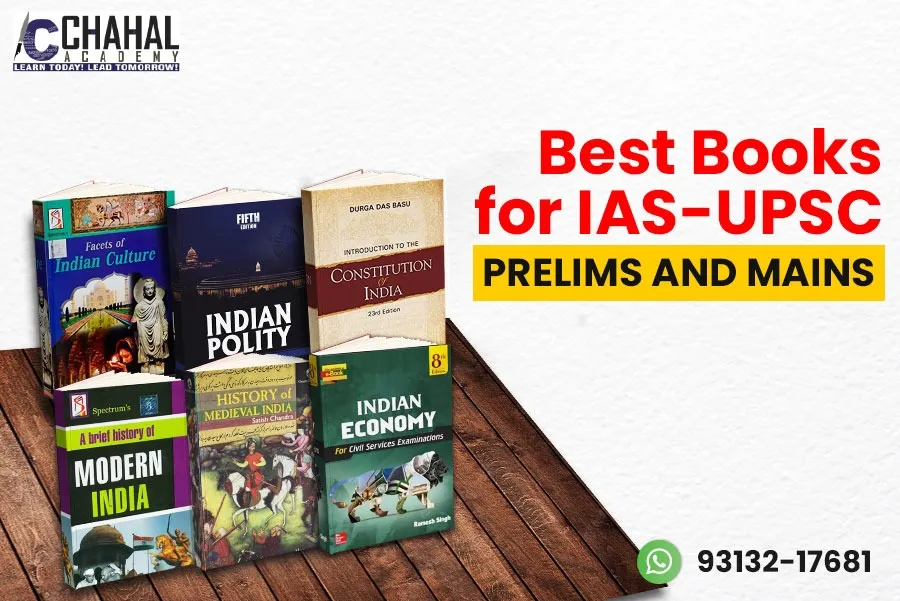 CHAHAL
ACADEMY
LEARN TODAY! LEAD TOMORROW!
Best Books
for IAS-UPSC
PRELIMS AND MAINS
Spectrum's
Facets of
Indian Culture
FIFTH
EDITION
INDIAN
POLITY
DURGA DAS BASU
INTRODUCTION TO THE
CONSTITUTION
OF
INDIA
23rd Edition
Spectrum's
A brief history of
MODERN
INDIA
HISTORY of
MEDIEVAL INDIA
Satish Chandra
e-Book
8th
Edition
INDIAN
ECONOMY
For Civil Services Examinations
Ramesh Singh
93132-17681